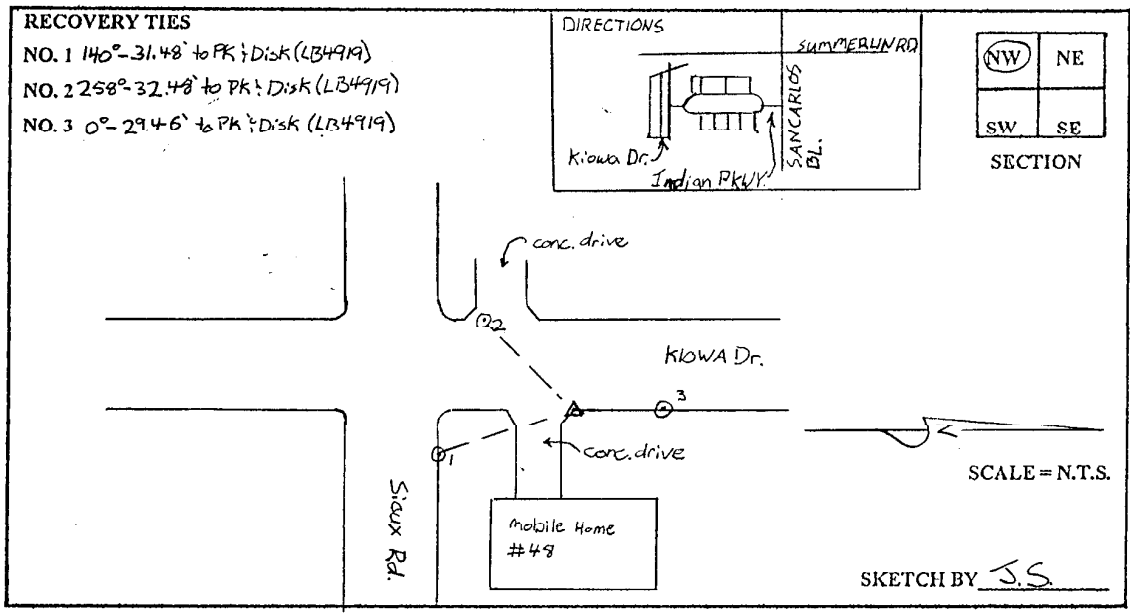 RECOVERY TIES
NO. 1 140°-31.48' to PK & Disk (LB4919)
NO. 2 258°-32.48' to PK & Disk (LB4919)
NO. 3 0°-29.46' to PK & Disk (LB4919)
DIRECTIONS
SUMMERLIN RD
SANCARLOS
BL.
Kiowa Dr.
Indian PKWY.
NW NE
SW SE
SECTION
conc. drive
2
KIOWA Dr.
3
1
conc. drive
SCALE = N.T.S.
Sioux Rd.
Mobile Home
#48
SKETCH BY J.S.